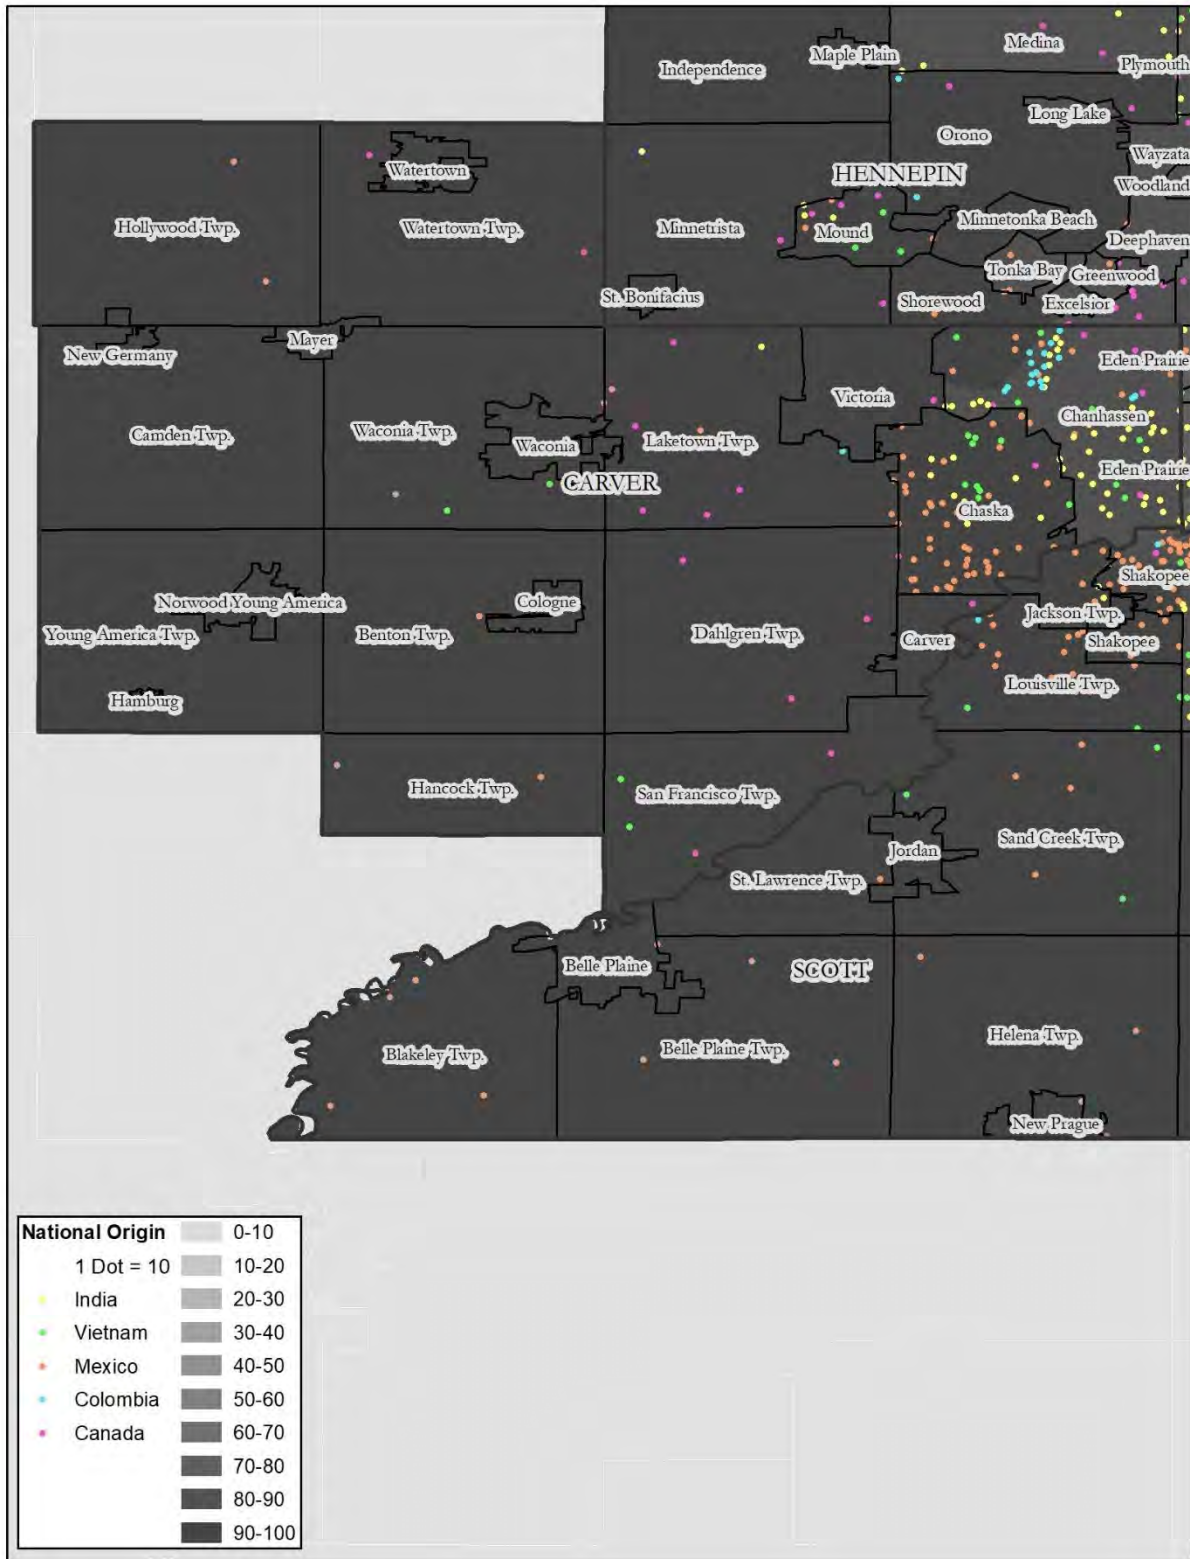 Medina
Maple Plain
Independence
Plymouth
Long Lake
Orono
Wayzata
Watertown
HENNEPIN
Woodland
Hollywood Twp.
Watertown Twp.
Minnetrista
Mound
Minnetonka Beach
Deephaven
Tonka Bay
Greenwood
St. Bonifacius
Shorewood
Excelsior
New Germany
Mayer
Eden Prairie
Victoria
Chanhassen
Camden Twp.
Waconia Twp.
Waconia
Laketown Twp.
Eden Prairie
CARVER
Chaska
Shakopee
Norwood Young America
Cologne
Jackson Twp.
Young America Twp.
Benton Twp.
Dahlgren Twp.
Carver
Shakopee
Hamburg
Louisville Twp.
Hancock Twp.
San Francisco Twp.
Sand Creek Twp.
Jordan
St. Lawrence Twp.
Belle Plaine
SCOTT
Helena Twp.
Blakeley Twp.
Belle Plaine Twp.
New Prague
National Origin
1 Dot = 10
India
Vietnam
Mexico
Colombia
Canada
0-10
10-20
20-30
30-40
40-50
50-60
60-70
70-80
80-90
90-100